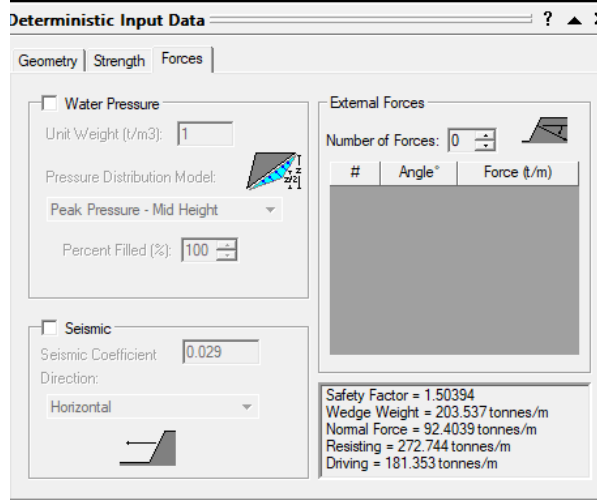 Deterministic Input Data ?
Geometry Strength Forces
Water Pressure
Unit Weight (t/m3): 1
Pressure Distribution Model:
Peak Pressure - Mid Height
Percent Filled (%): 100
Seismic
Seismic Coefficient 0.029
Direction:
Horizontal
External Forces
Number of Forces: 0
# Angle° Force (t/m)
Safety Factor = 1.50394
Wedge Weight = 203.537 tonnes/m
Normal Force = 92.4039 tonnes/m
Resisting = 272.744 tonnes/m
Driving = 181.353 tonnes/m